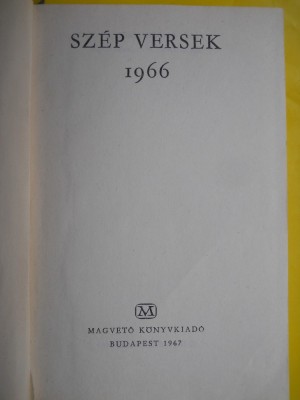 SZÉP VERSEK
1966
M
MAGVETŐ KÖNYVKIADÓ
BUDAPEST 1967